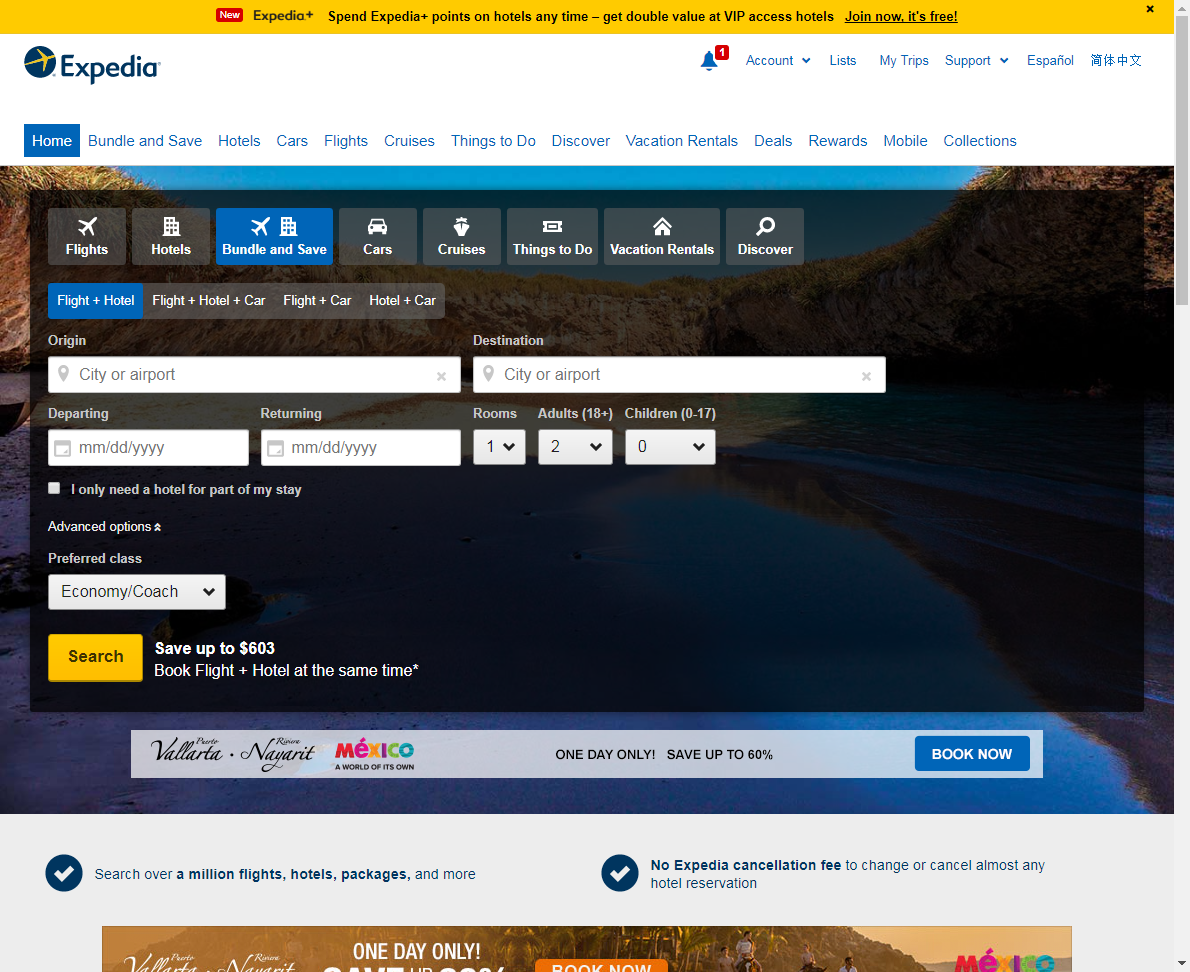 New Expedia+ Spend Expedia+ points on hotels any time – get double value at VIP access hotels Join now, it's free!
Expedia
1 Account Lists My Trips Support Español 简体中文
Home Bundle and Save Hotels Cars Flights Cruises Things to Do Discover Vacation Rentals Deals Rewards Mobile Collections
Flights Hotels Bundle and Save Cars Cruises Things to Do Vacation Rentals Discover
Flight + Hotel Flight + Hotel + Car Flight + Car Hotel + Car
Origin Destination
City or airport City or airport
Departing Returning Rooms Adults (18+) Children (0-17)
mm/dd/yyyy mm/dd/yyyy 1 2 0
I only need a hotel for part of my stay
Advanced options
Preferred class
Economy/Coach
Search
Save up to $603
Book Flight + Hotel at the same time*
Puerto Vallarta · Riviera Nayarit MéXICO
A WORLD OF ITS OWN
ONE DAY ONLY! SAVE UP TO 60%
BOOK NOW
Search over a million flights, hotels, packages, and more
No Expedia cancellation fee to change or cancel almost any
hotel reservation
ONE DAY ONLY!
Puerto Vallarta · Riviera Nayarit
BOOK NOW
MéXICO